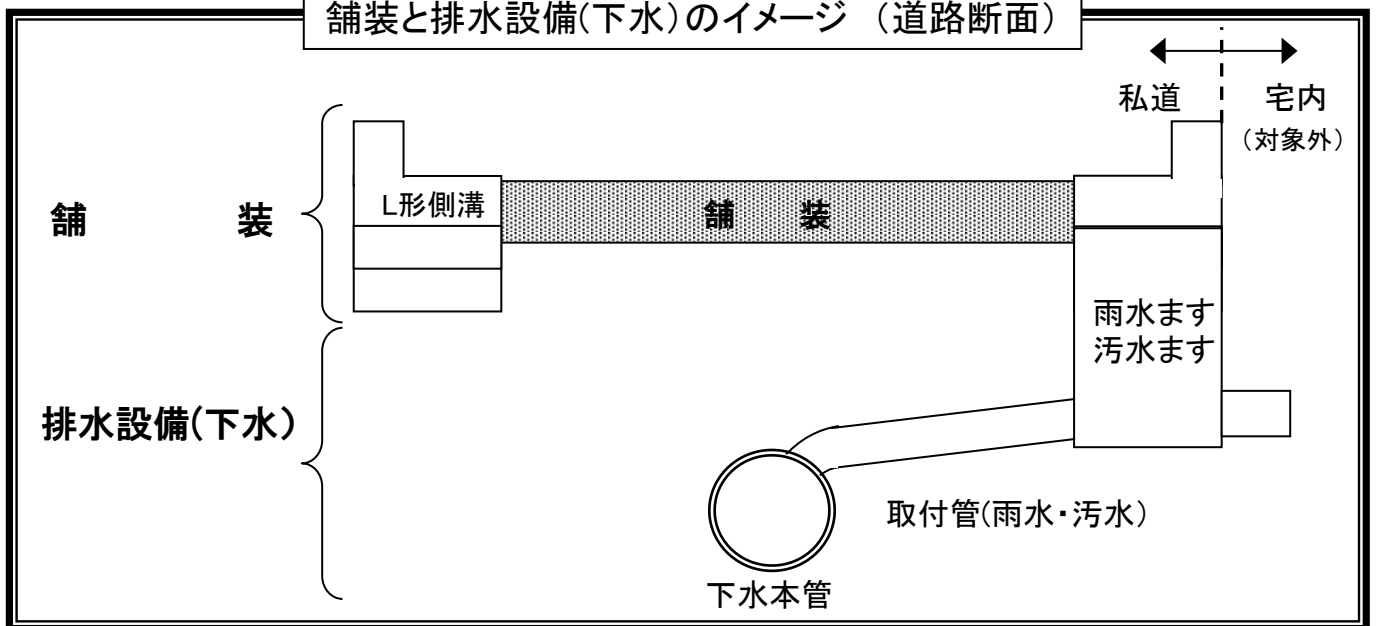 舗装と排水設備(下水)のイメージ （道路断面）
私道
宅内
（対象外）
舗　　　装
L形側溝
舗　装
雨水ます
汚水ます
排水設備(下水）
取付管(雨水・汚水）
下水本管